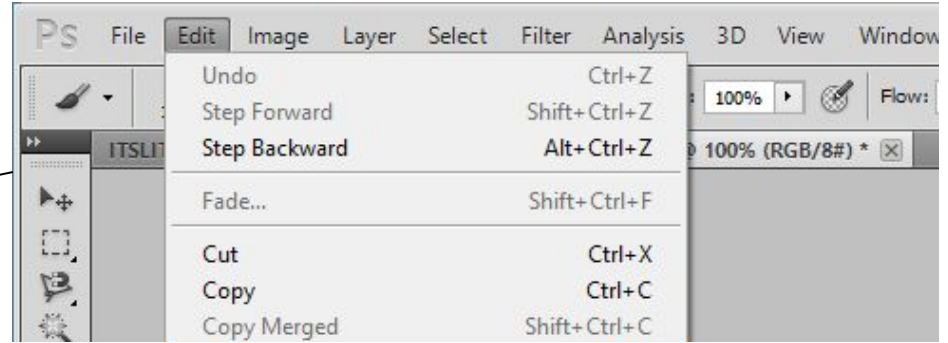 Ps File Edit Image Layer Select Filter Analysis 3D View Window
Undo Ctrl+Z
100% Flow:
Step Forward Shift+Ctrl+Z
Step Backward Alt+Ctrl+Z
100% (RGB/8#) *
Fade... Shift+Ctrl+F
Cut Ctrl+X
Copy Ctrl+C
Copy Merged Shift+Ctrl+C